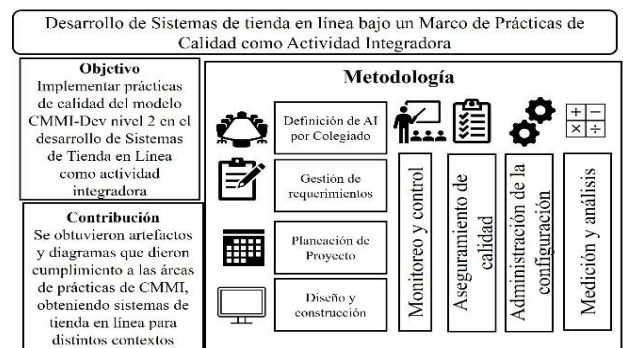 Desarrollo de Sistemas de tienda en línea bajo un Marco de Prácticas de
Calidad como Actividad Integradora
Objetivo
Implementar prácticas
de calidad del modelo
CMMI-Dev nivel 2 en el
desarrollo de Sistemas
de Tienda en Línea
como actividad
integradora
Contribución
Se obtuvieron artefactos
y diagramas que dieron
cumplimiento a las áreas
de prácticas de CMMI,
obteniendo sistemas de
tienda en línea para
distintos contextos
Metodología
Definición de AI
por Colegiado
Gestión de
requerimientos
Planeación de
Proyecto
Diseño y
construcción
Monitoreo y control
Aseguramiento de
calidad
Administración de la
configuración
Medición y análisis